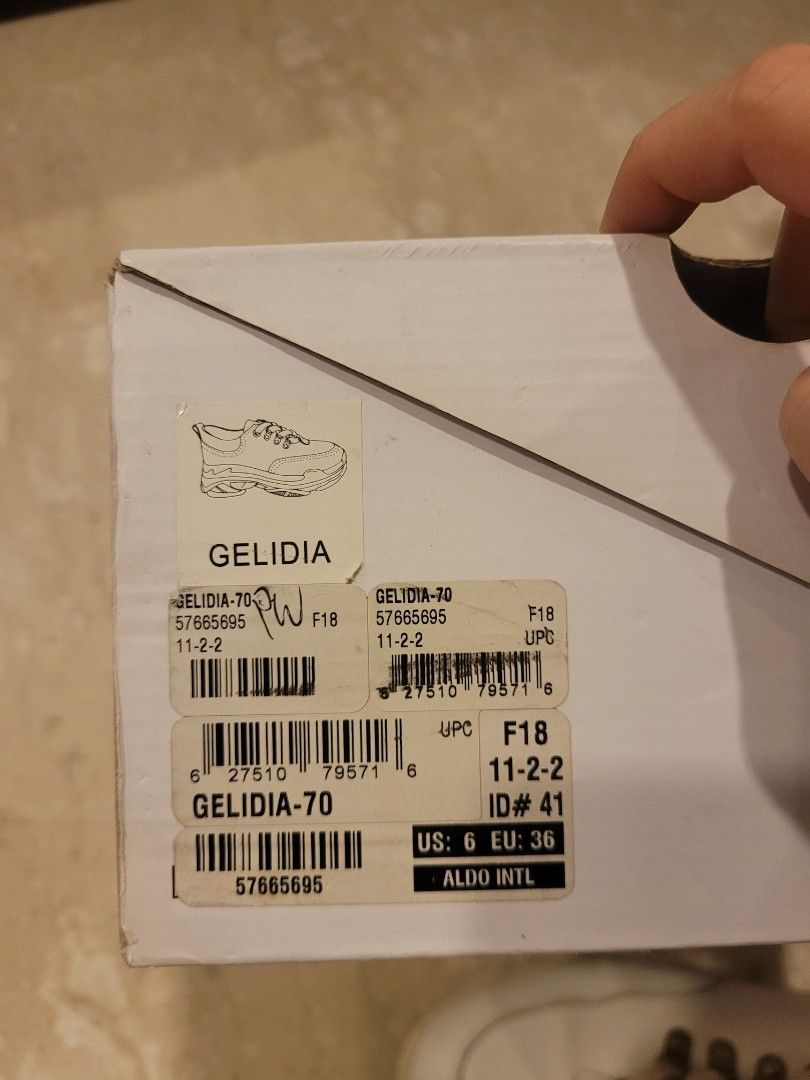 GELIDIA
GELIDIA-70
57665695 PW F18
11-2-2
GELIDIA-70
57665695 F18
11-2-2 UPC
6 27510 79571 6
UPC
6 27510 79571 6
GELIDIA-70
F18
11-2-2
ID# 41
57665695
US: 6 EU: 36
ALDO INTL